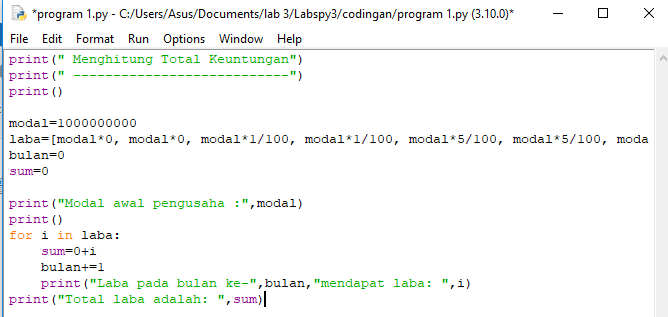 *program 1.py - C:/Users/Asus/Documents/lab 3/Labspy3/codingan/program 1.py (3.10.0)*
File Edit Format Run Options Window Help
print(" Menghitung Total Keuntungan")
print(" ---------------------------")
print()
modal=1000000000
laba=[modal*0, modal*0, modal*1/100, modal*1/100, modal*5/100, modal*5/100, moda
bulan=0
sum=0
print("Modal awal pengusaha :",modal)
print()
for i in laba:
    sum=0+i
    bulan+=1
    print("Laba pada bulan ke-",bulan,"mendapat laba: ",i)
print("Total laba adalah: ",sum)